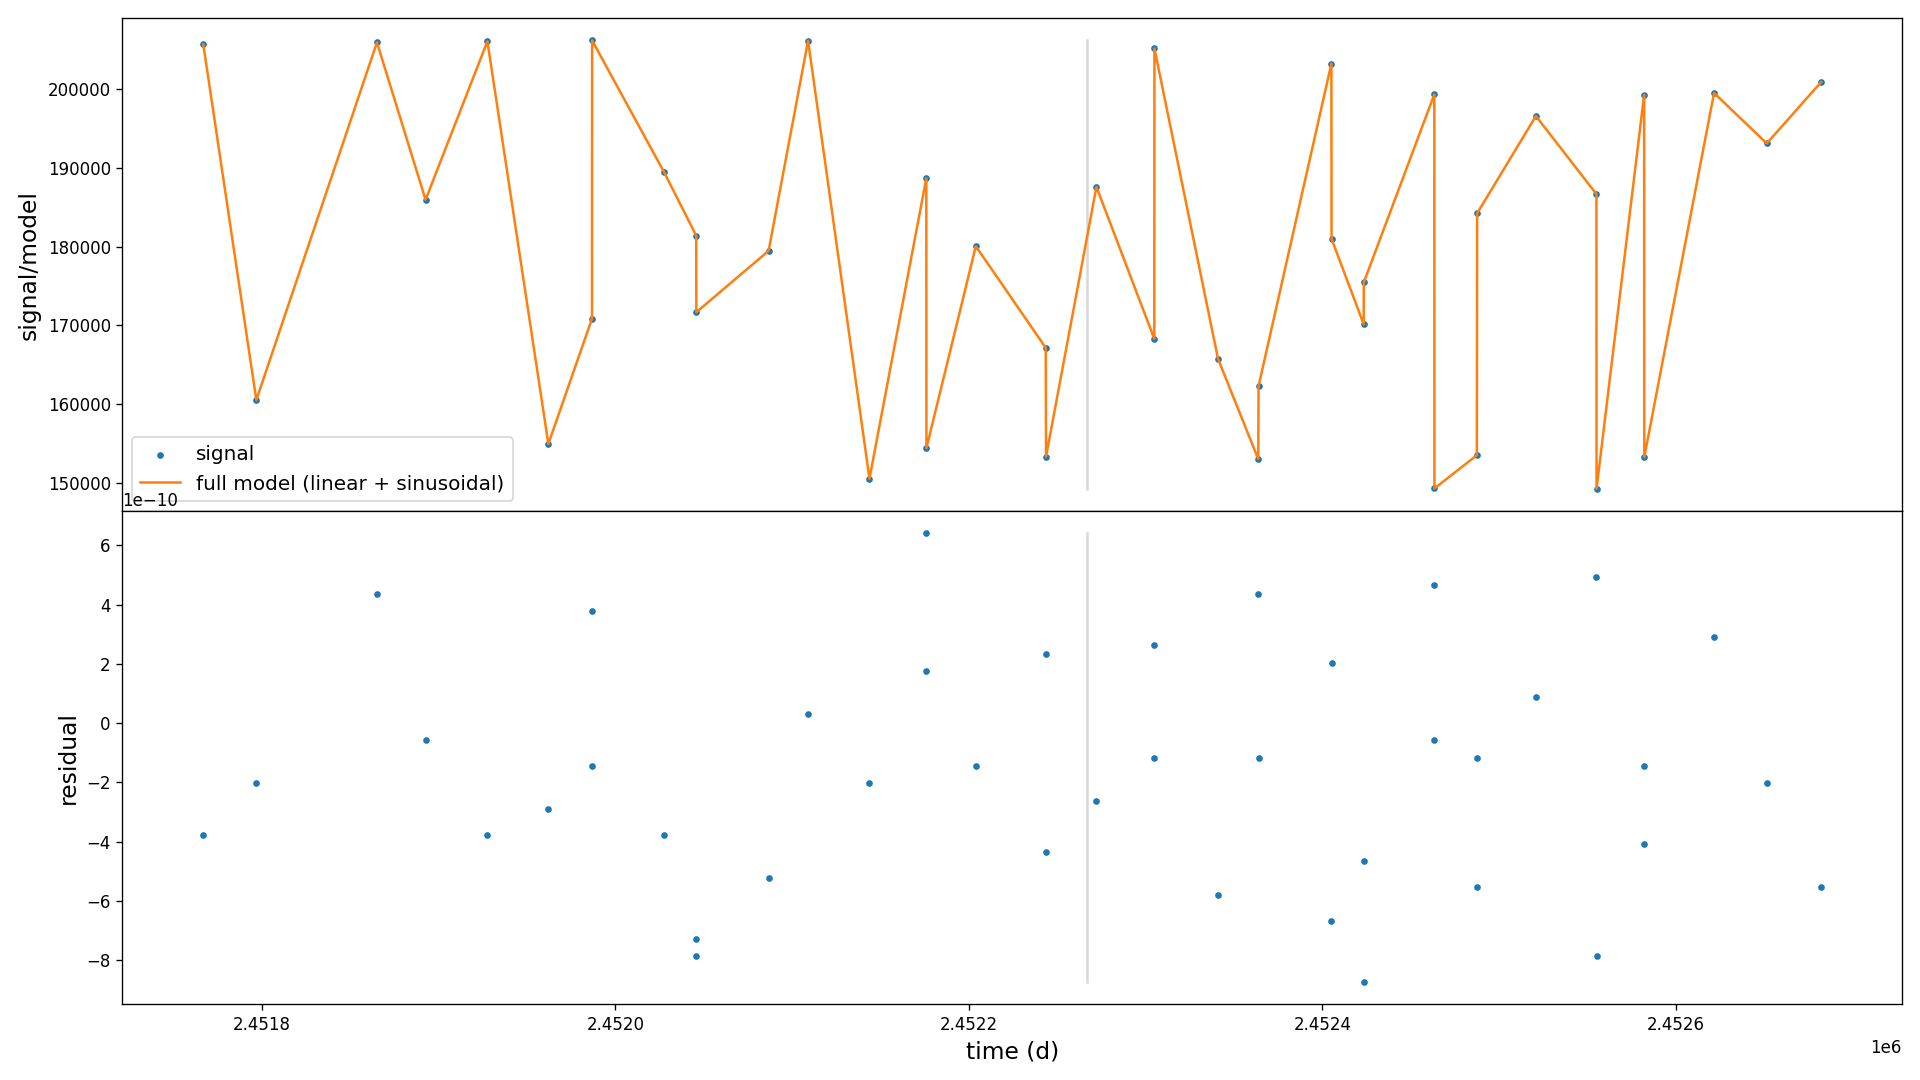 200000
190000
180000
170000
160000
150000
signal/model
signal
full model (linear + sinusoidal)
1e−10
6
4
2
0
−2
−4
−6
−8
residual
2.4518
2.4520
2.4522
2.4524
2.4526
time (d)
1e6